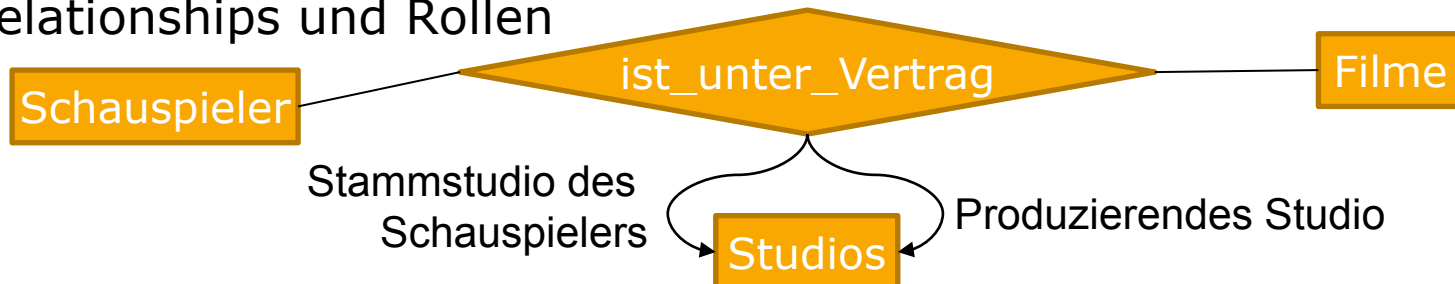 elationships und Rollen
ist_unter_Vertrag
Filme
Schauspieler
Stammstudio des
Schauspielers
Produzierendes Studio
Studios